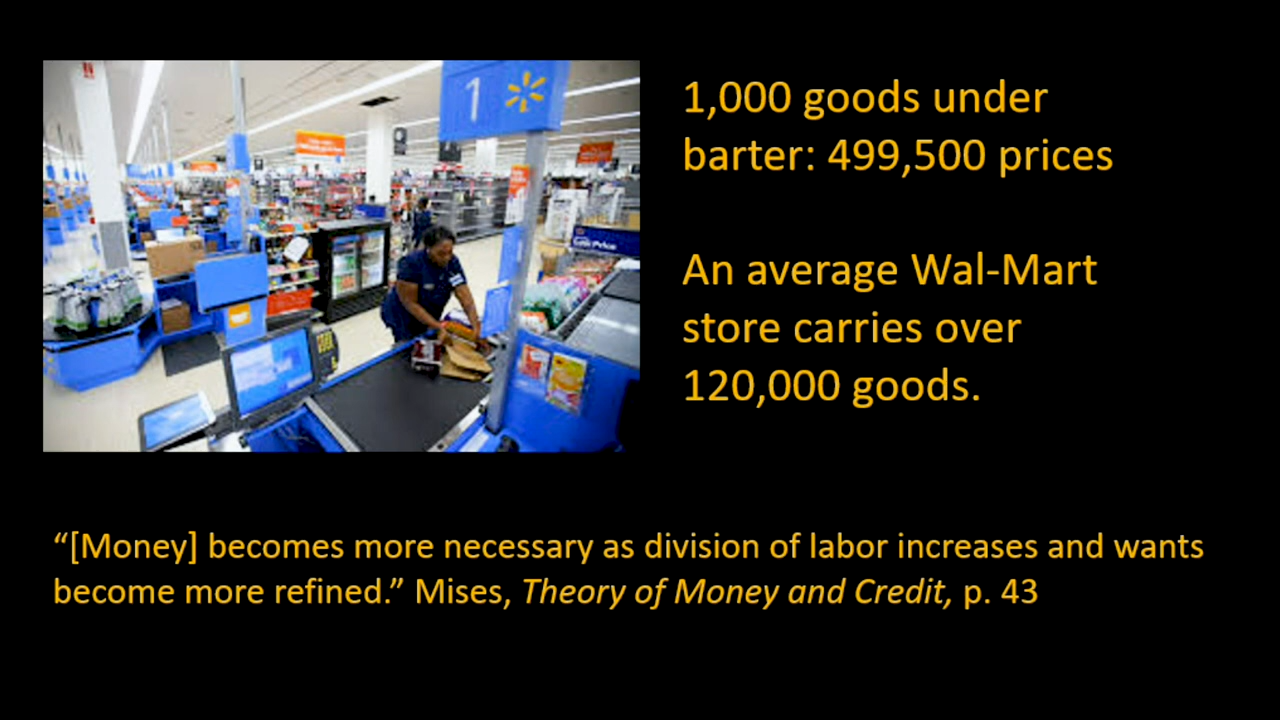 1
1,000 goods under
barter: 499,500 prices
An average Wal-Mart
store carries over
120,000 goods.
“[Money] becomes more necessary as division of labor increases and wants
become more refined.” Mises, Theory of Money and Credit, p. 43